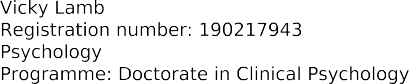 Vicky Lamb
Registration number: 190217943
Psychology
Programme: Doctorate in Clinical Psychology